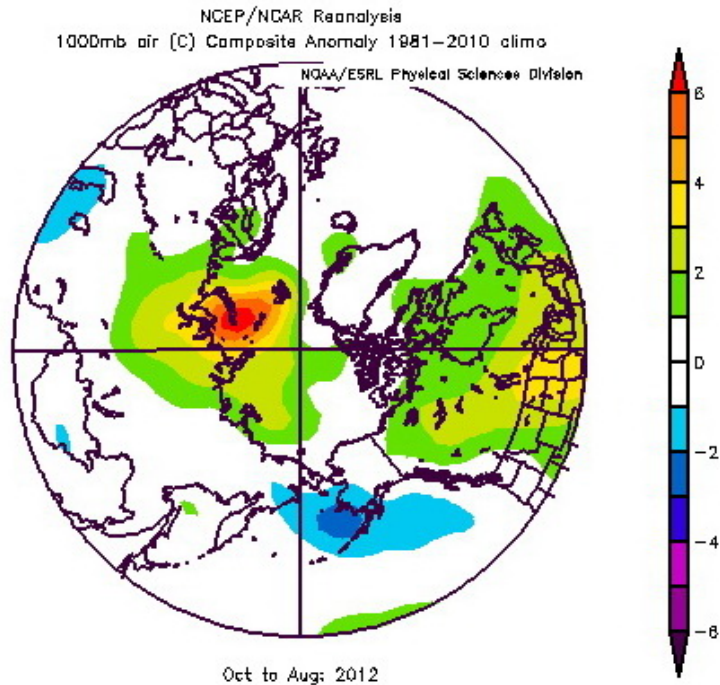 NCEP/NCAR Reanalysis
1000mb air (C) Composite Anomaly 1981-2010 climo
NOAA/ESRL Physical Sciences Division
6
4
2
0
-2
-4
-6
Oct to Aug: 2012